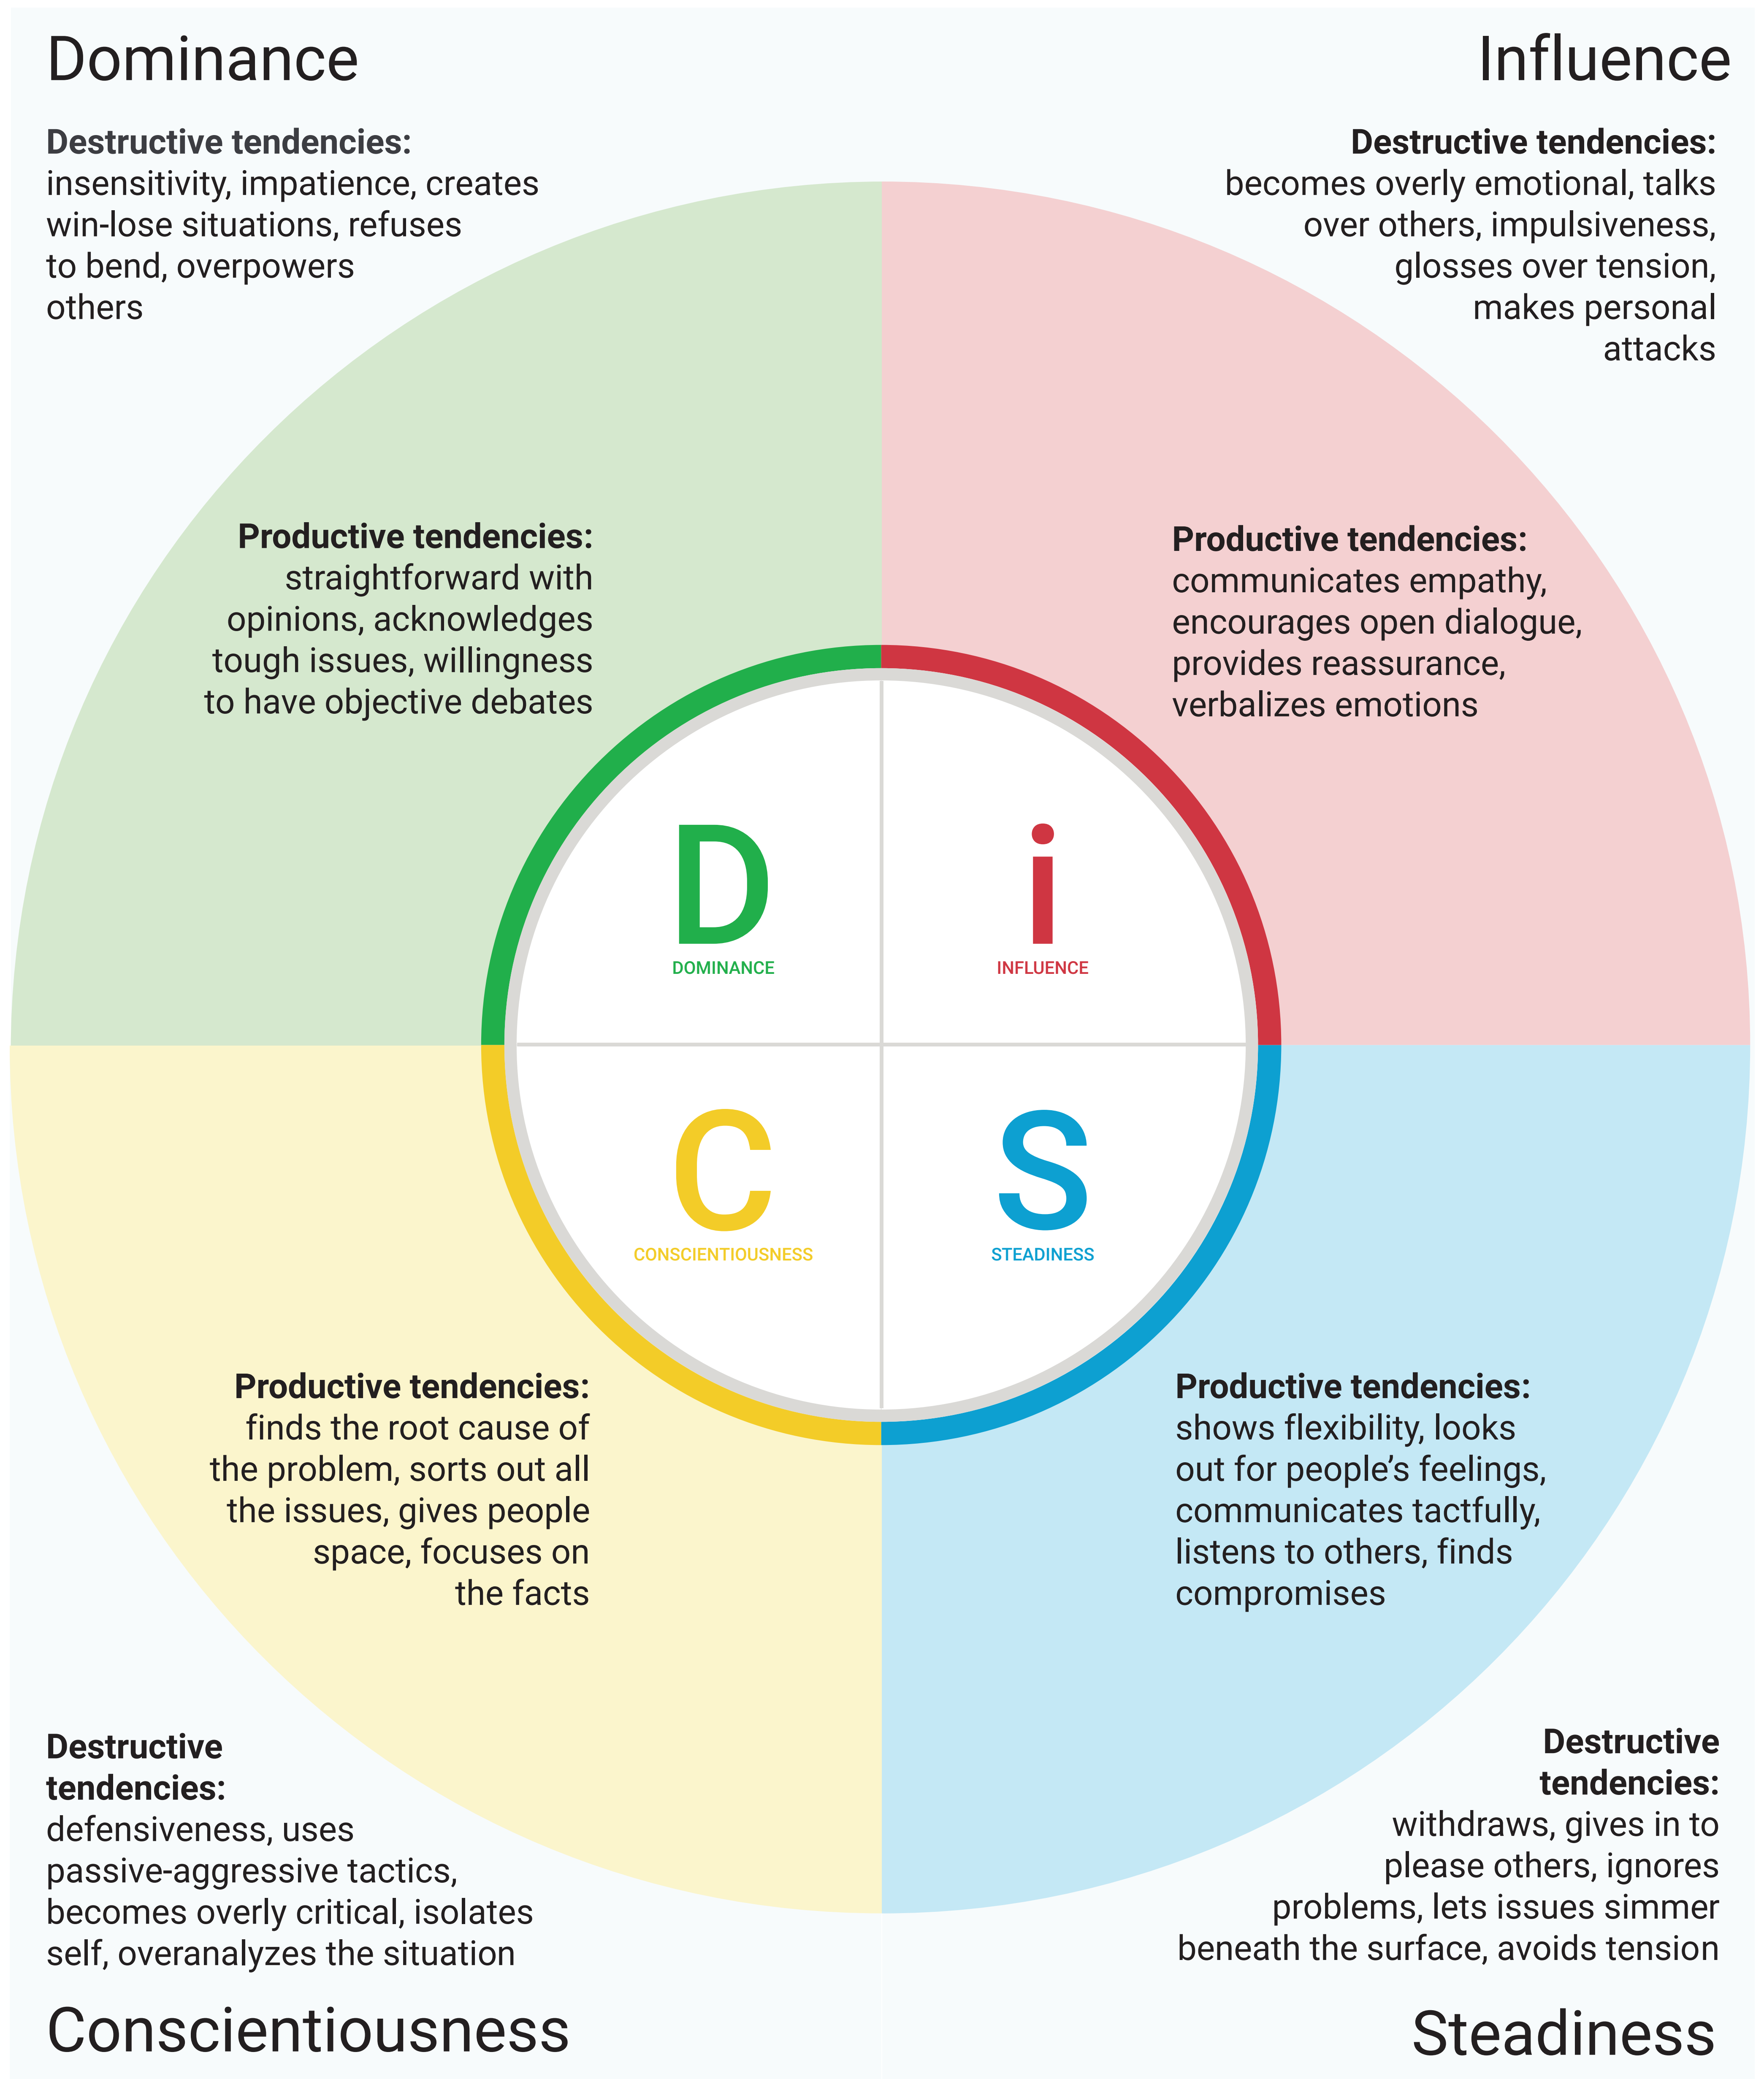 Dominance
Destructive tendencies:
insensitivity, impatience, creates
win-lose situations, refuses
to bend, overpowers
others
Influence
Destructive tendencies:
becomes overly emotional, talks
over others, impulsiveness,
glosses over tension,
makes personal
attacks
Productive tendencies:
straightforward with
opinions, acknowledges
tough issues, willingness
to have objective debates
Productive tendencies:
communicates empathy,
encourages open dialogue,
provides reassurance,
verbalizes emotions
D
DOMINANCE
i
INFLUENCE
C
CONSCIENTIOUSNESS
S
STEADINESS
Productive tendencies:
finds the root cause of
the problem, sorts out all
the issues, gives people
space, focuses on
the facts
Productive tendencies:
shows flexibility, looks
out for people’s feelings,
communicates tactfully,
listens to others, finds
compromises
Destructive
tendencies:
defensiveness, uses
passive-aggressive tactics,
becomes overly critical, isolates
self, overanalyzes the situation
Conscientiousness
Destructive
tendencies:
withdraws, gives in to
please others, ignores
problems, lets issues simmer
beneath the surface, avoids tension
Steadiness